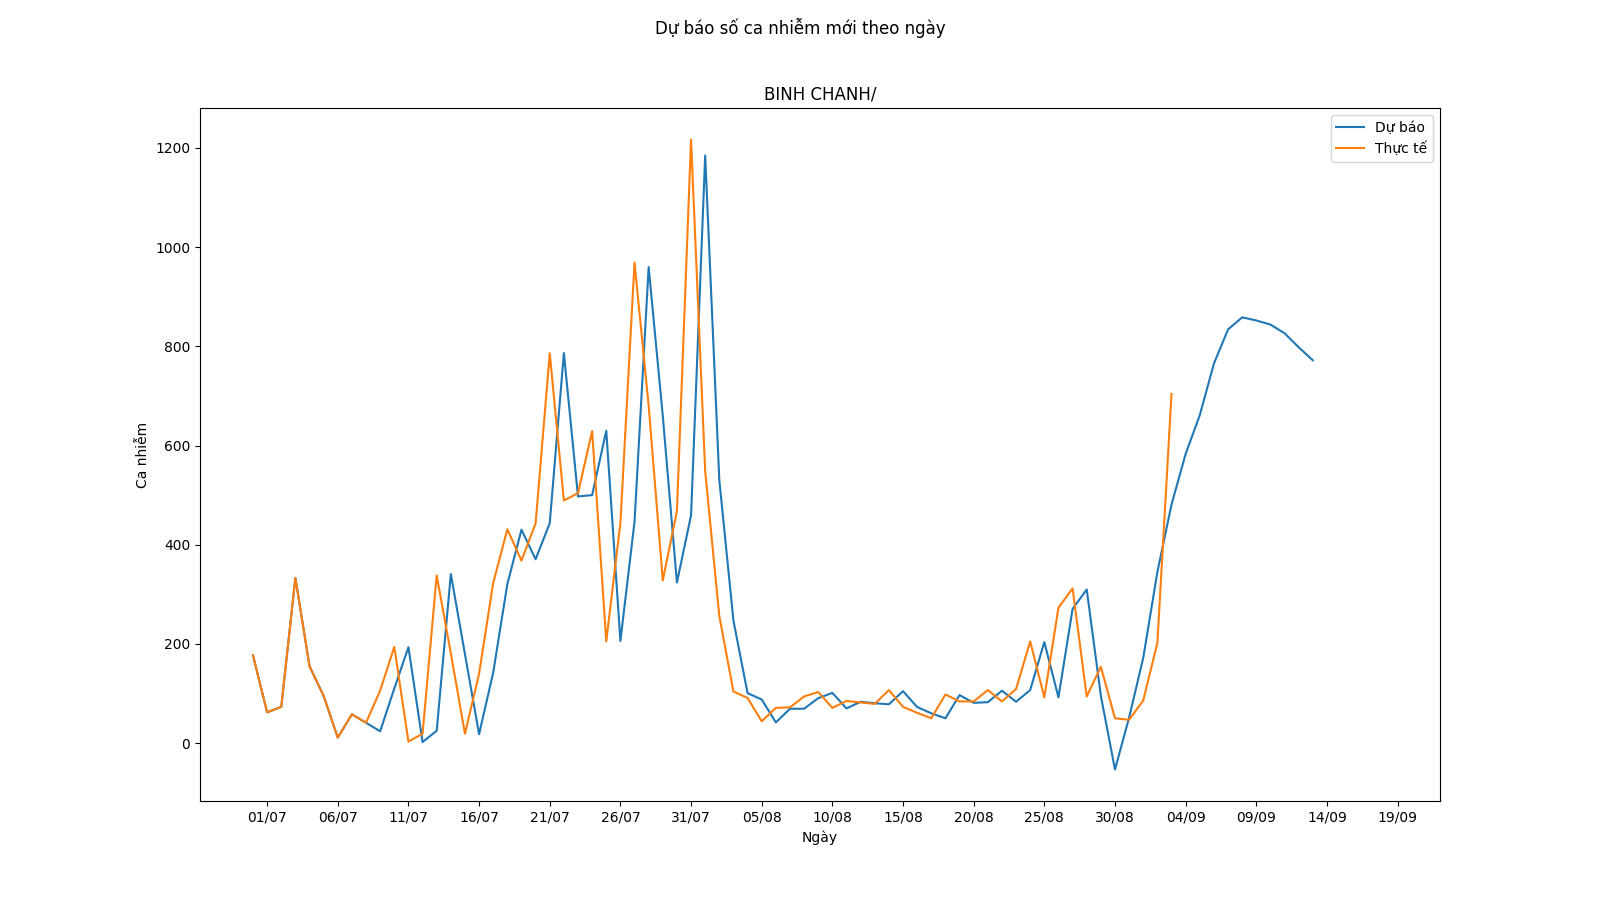 Dự báo số ca nhiễm mới theo ngày
BINH CHANH/
Dự báo
Thực tế
1200
1000
800
600
400
200
0
Ca nhiễm
01/07 06/07 11/07 16/07 21/07 26/07 31/07 05/08 10/08 15/08 20/08 25/08 30/08 04/09 09/09 14/09 19/09
Ngày